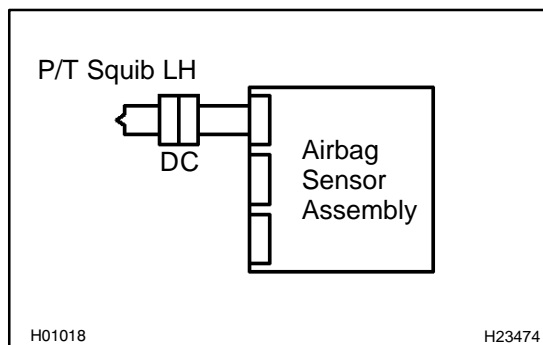 P/T Squib LH
DC
Airbag
Sensor
Assembly
H01018
H23474